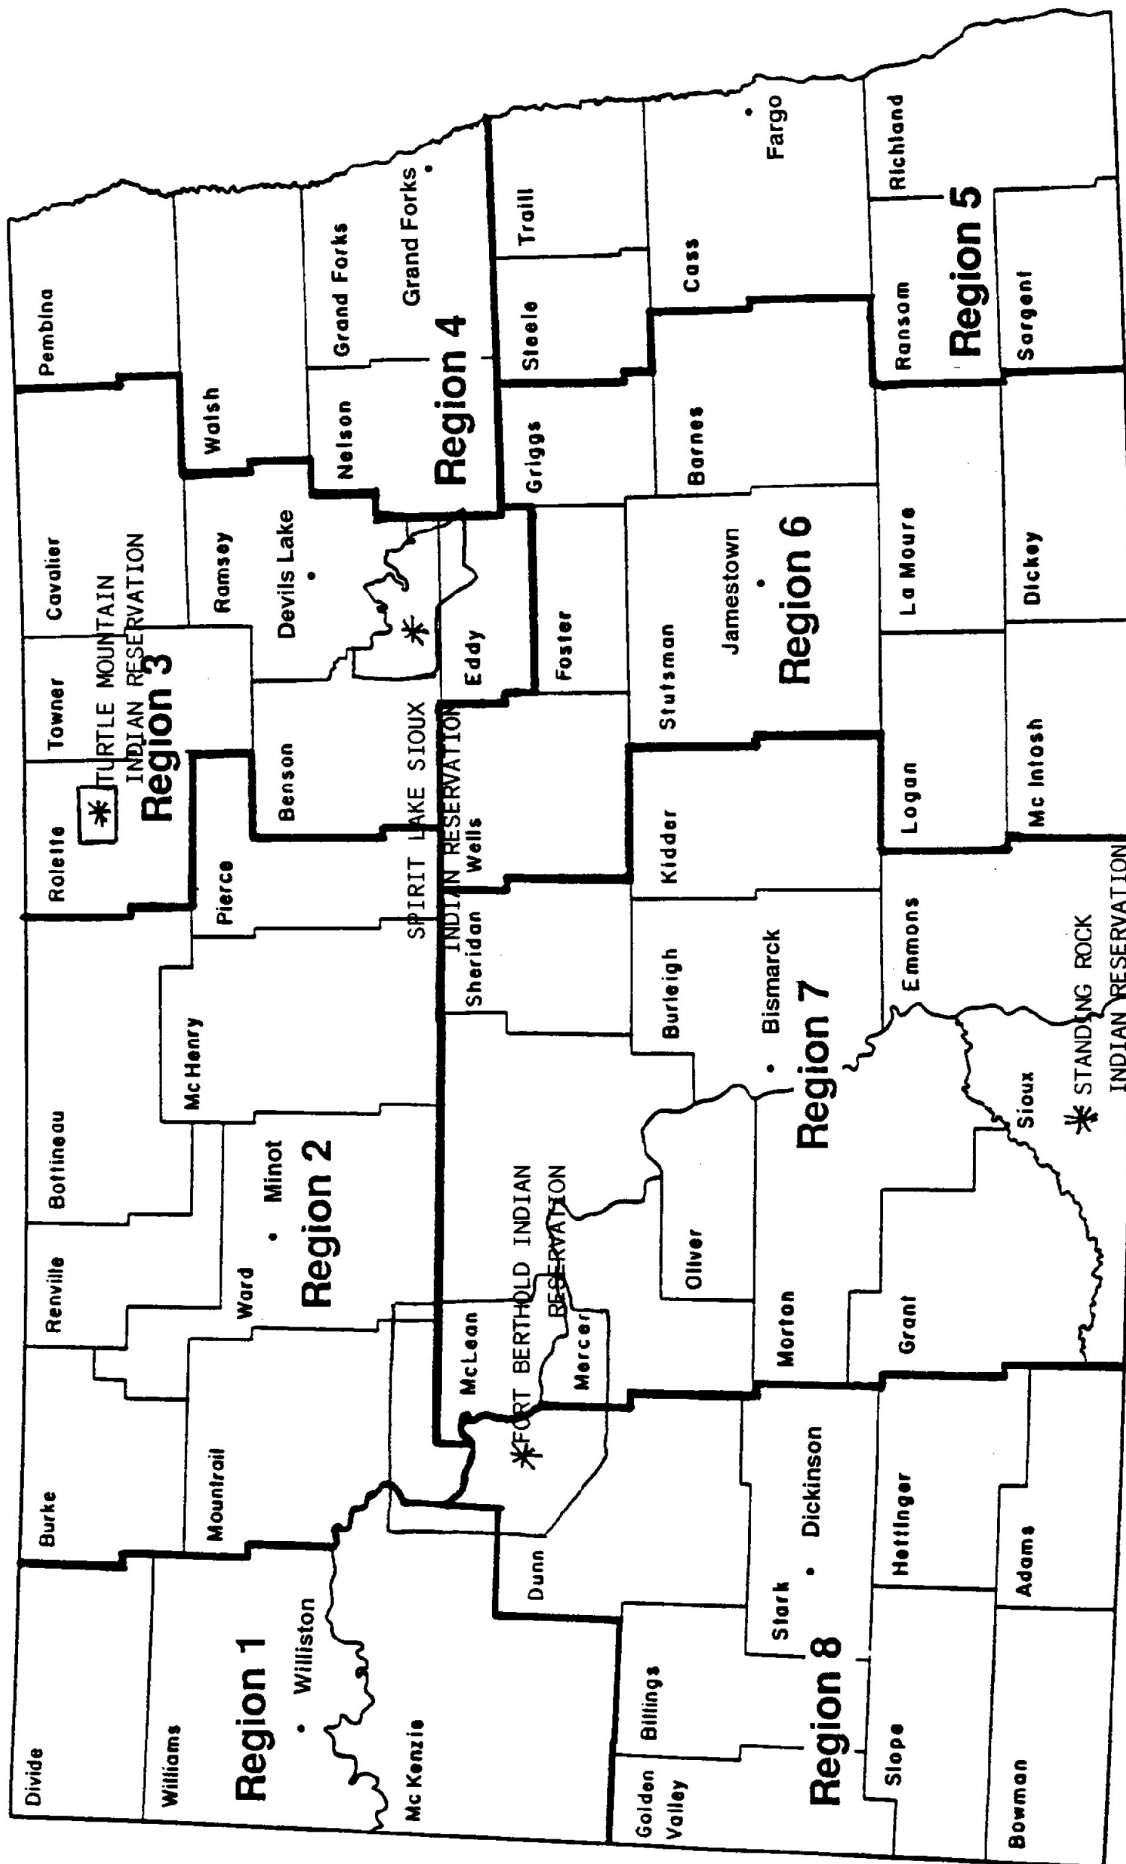 Divide
Burke
Renville
Bottineau
Rolette
Towner
Cavalier
Pembina
* TURTLE MOUNTAIN
INDIAN RESERVATION
Region 3
Williams
Mountrail
Ward
McHenry
Pierce
Ramsey
Walsh
Region 1
Williston
Region 2
Minot
Benson
Devils Lake
Nelson
Grand Forks
Grand Forks
Region 4
McKenzie
SPIRIT LAKE SIOUX
INDIAN RESERVATION
*
McLean
Sheridan
Wells
Eddy
Griggs
Steele
Traill
* FORT BERTHOLD INDIAN
RESERVATION
Dunn
Mercer
Foster
Golden
Valley
Billings
Oliver
Burleigh
Kidder
Stutsman
Barnes
Cass
Stark
Dickinson
Morton
Bismarck
Jamestown
Fargo
Region 8
Region 7
Region 6
Slope
Hettinger
Grant
Emmons
Logan
La Moure
Ransom
Richland
Region 5
Bowman
Adams
Sioux
Mc Intosh
Dickey
Sargent
* STANDING ROCK
INDIAN RESERVATION